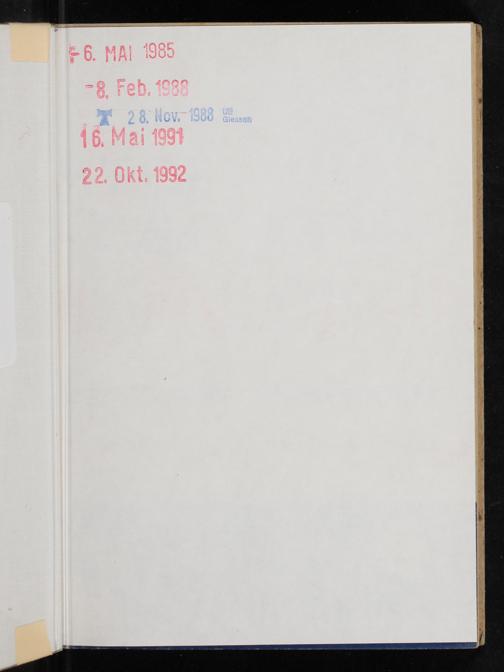 - 6. MAI 1985
- 8. Feb. 1988
28. Nov. 1988 UB Giessen
16. Mai 1991
22. Okt. 1992